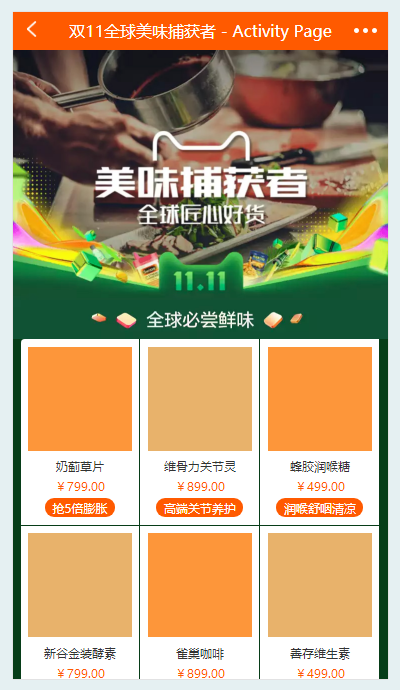 双11全球美味捕获者 - Activity Page
美味捕获者
全球匠心好货
11.11
全球必尝鲜味
奶蓟草片
￥799.00
抢5倍膨胀
维骨力关节灵
￥899.00
高端关节养护
蜂胶润喉糖
￥499.00
润喉舒咽清凉
新谷金装酵素
￥799.00
雀巢咖啡
￥899.00
善存维生素
￥499.00